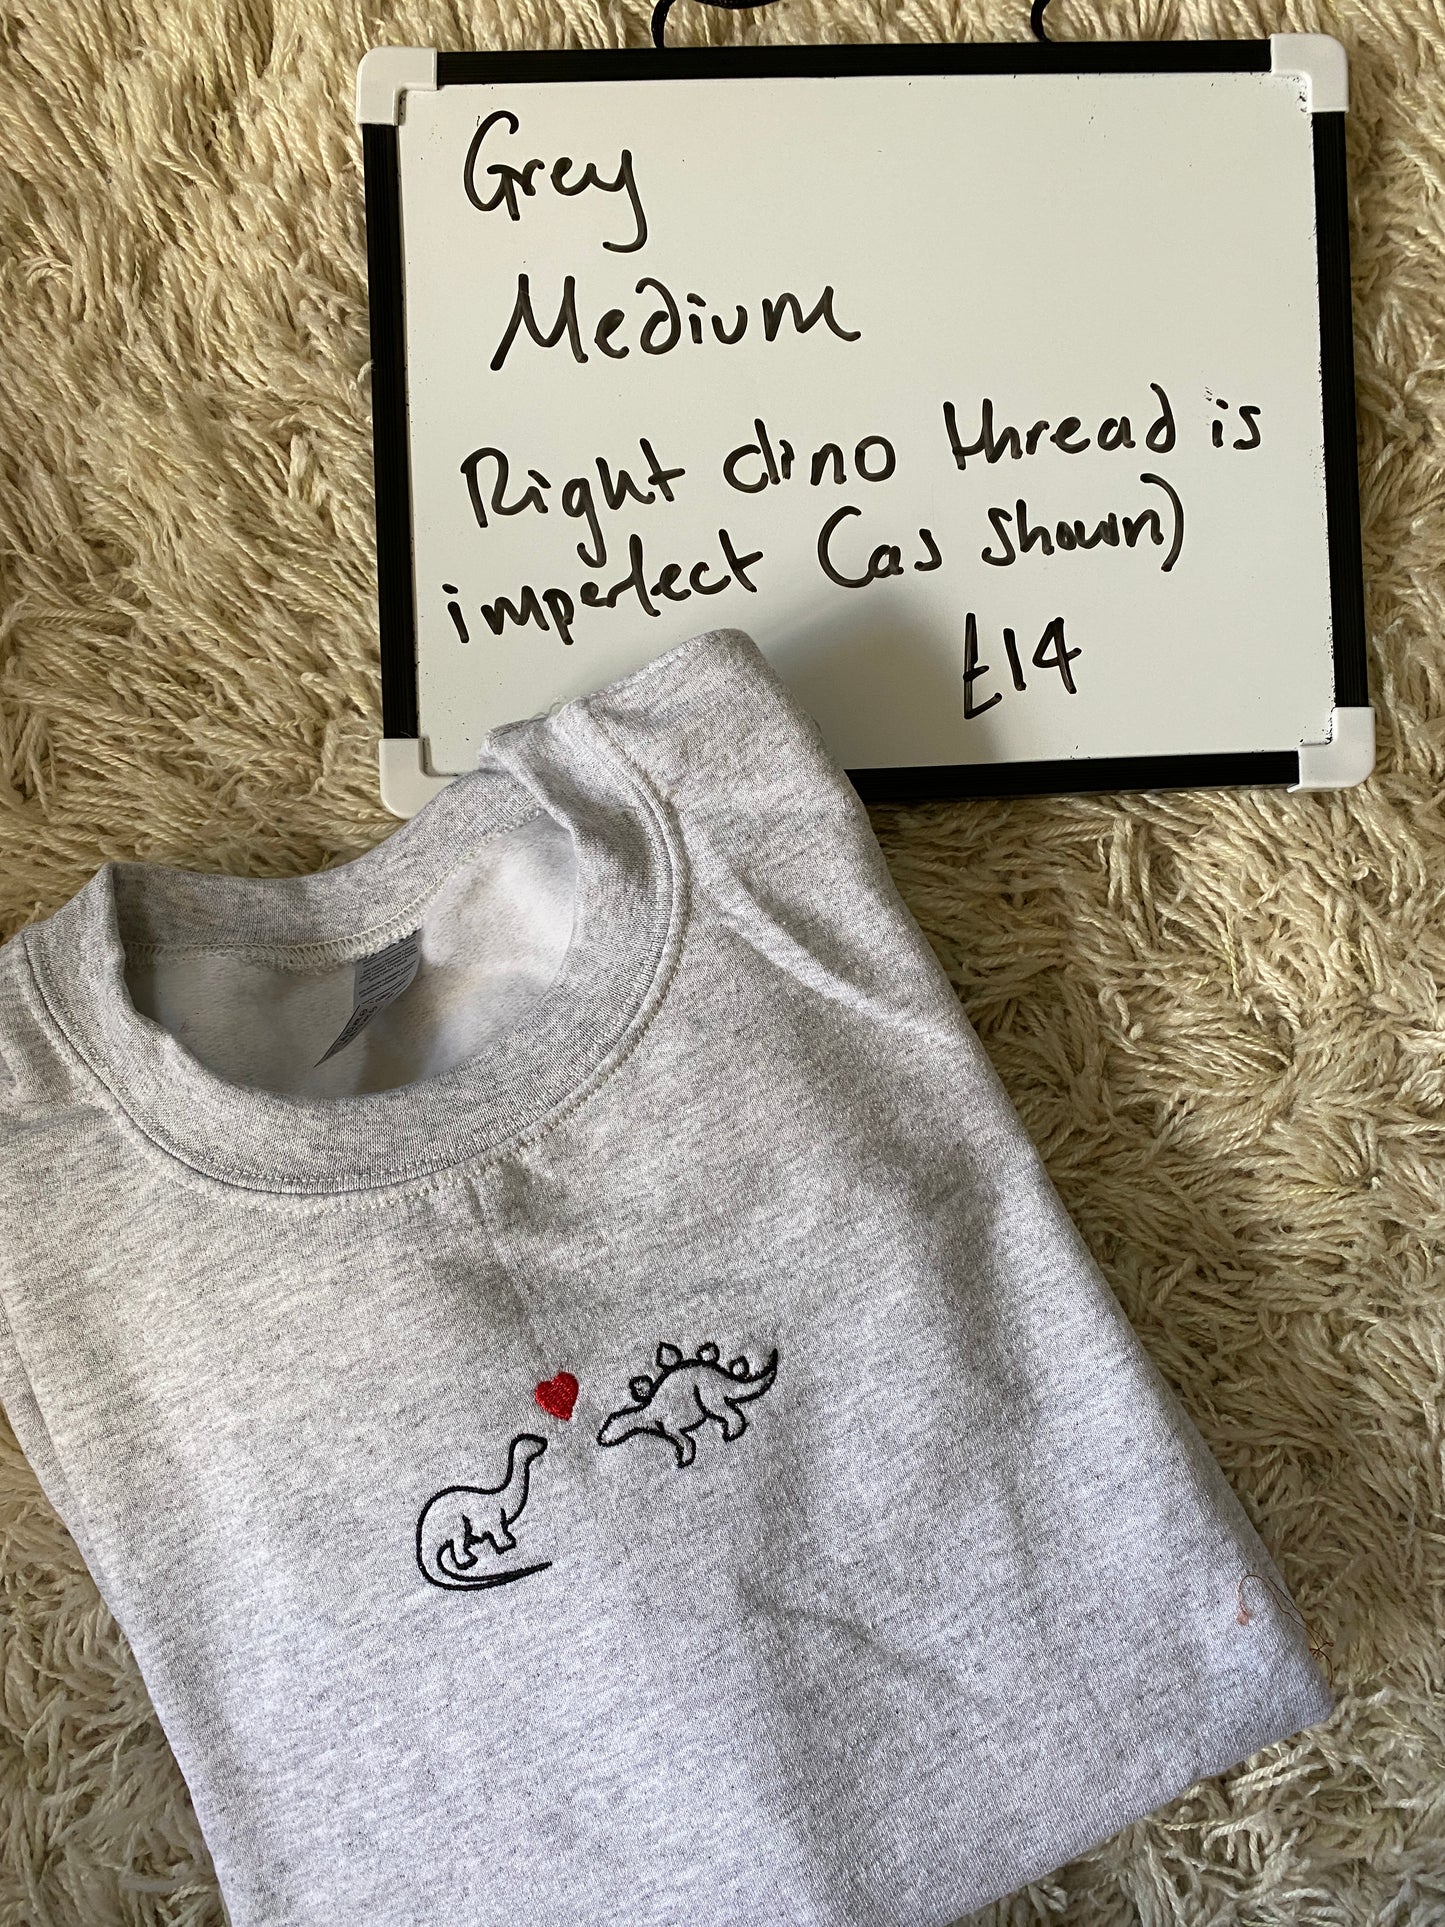 Grey
Medium
Right dino thread is
imperfect (as shown)
£14